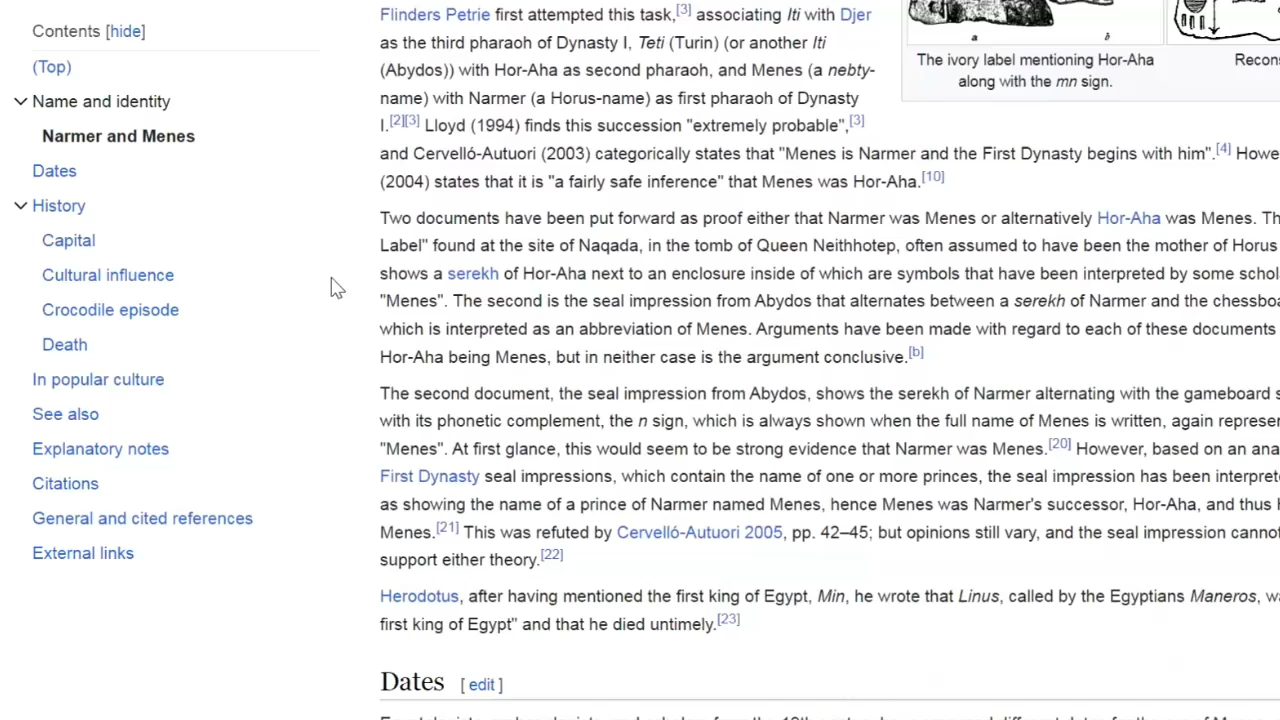 Contents [hide]
(Top)
Name and identity
Narmer and Menes
Dates
History
Capital
Cultural influence
Crocodile episode
Death
In popular culture
See also
Explanatory notes
Citations
General and cited references
External links
Flinders Petrie first attempted this task,[3] associating Iti with Djer
as the third pharaoh of Dynasty I, Teti (Turin) (or another Iti
(Abydos)) with Hor-Aha as second pharaoh, and Menes (a nebty-
name) with Narmer (a Horus-name) as first pharaoh of Dynasty
I.[2][3] Lloyd (1994) finds this succession "extremely probable",[3]
and Cervelló-Autuori (2003) categorically states that "Menes is Narmer and the First Dynasty begins with him".[4] Howe
(2004) states that it is "a fairly safe inference" that Menes was Hor-Aha.[10]
a
b
The ivory label mentioning Hor-Aha
along with the mn sign.
Recons
Two documents have been put forward as proof either that Narmer was Menes or alternatively Hor-Aha was Menes. Th
Label" found at the site of Naqada, in the tomb of Queen Neithhotep, often assumed to have been the mother of Horus
shows a serekh of Hor-Aha next to an enclosure inside of which are symbols that have been interpreted by some schol
"Menes". The second is the seal impression from Abydos that alternates between a serekh of Narmer and the chessboa
which is interpreted as an abbreviation of Menes. Arguments have been made with regard to each of these documents
Hor-Aha being Menes, but in neither case is the argument conclusive.[b]
The second document, the seal impression from Abydos, shows the serekh of Narmer alternating with the gameboard s
with its phonetic complement, the n sign, which is always shown when the full name of Menes is written, again represen
"Menes". At first glance, this would seem to be strong evidence that Narmer was Menes.[20] However, based on an ana
First Dynasty seal impressions, which contain the name of one or more princes, the seal impression has been interprete
as showing the name of a prince of Narmer named Menes, hence Menes was Narmer's successor, Hor-Aha, and thus H
Menes.[21] This was refuted by Cervelló-Autuori 2005, pp. 42–45; but opinions still vary, and the seal impression cannot
support either theory.[22]
Herodotus, after having mentioned the first king of Egypt, Min, he wrote that Linus, called by the Egyptians Maneros, wa
first king of Egypt" and that he died untimely.[23]
Dates [ edit ]